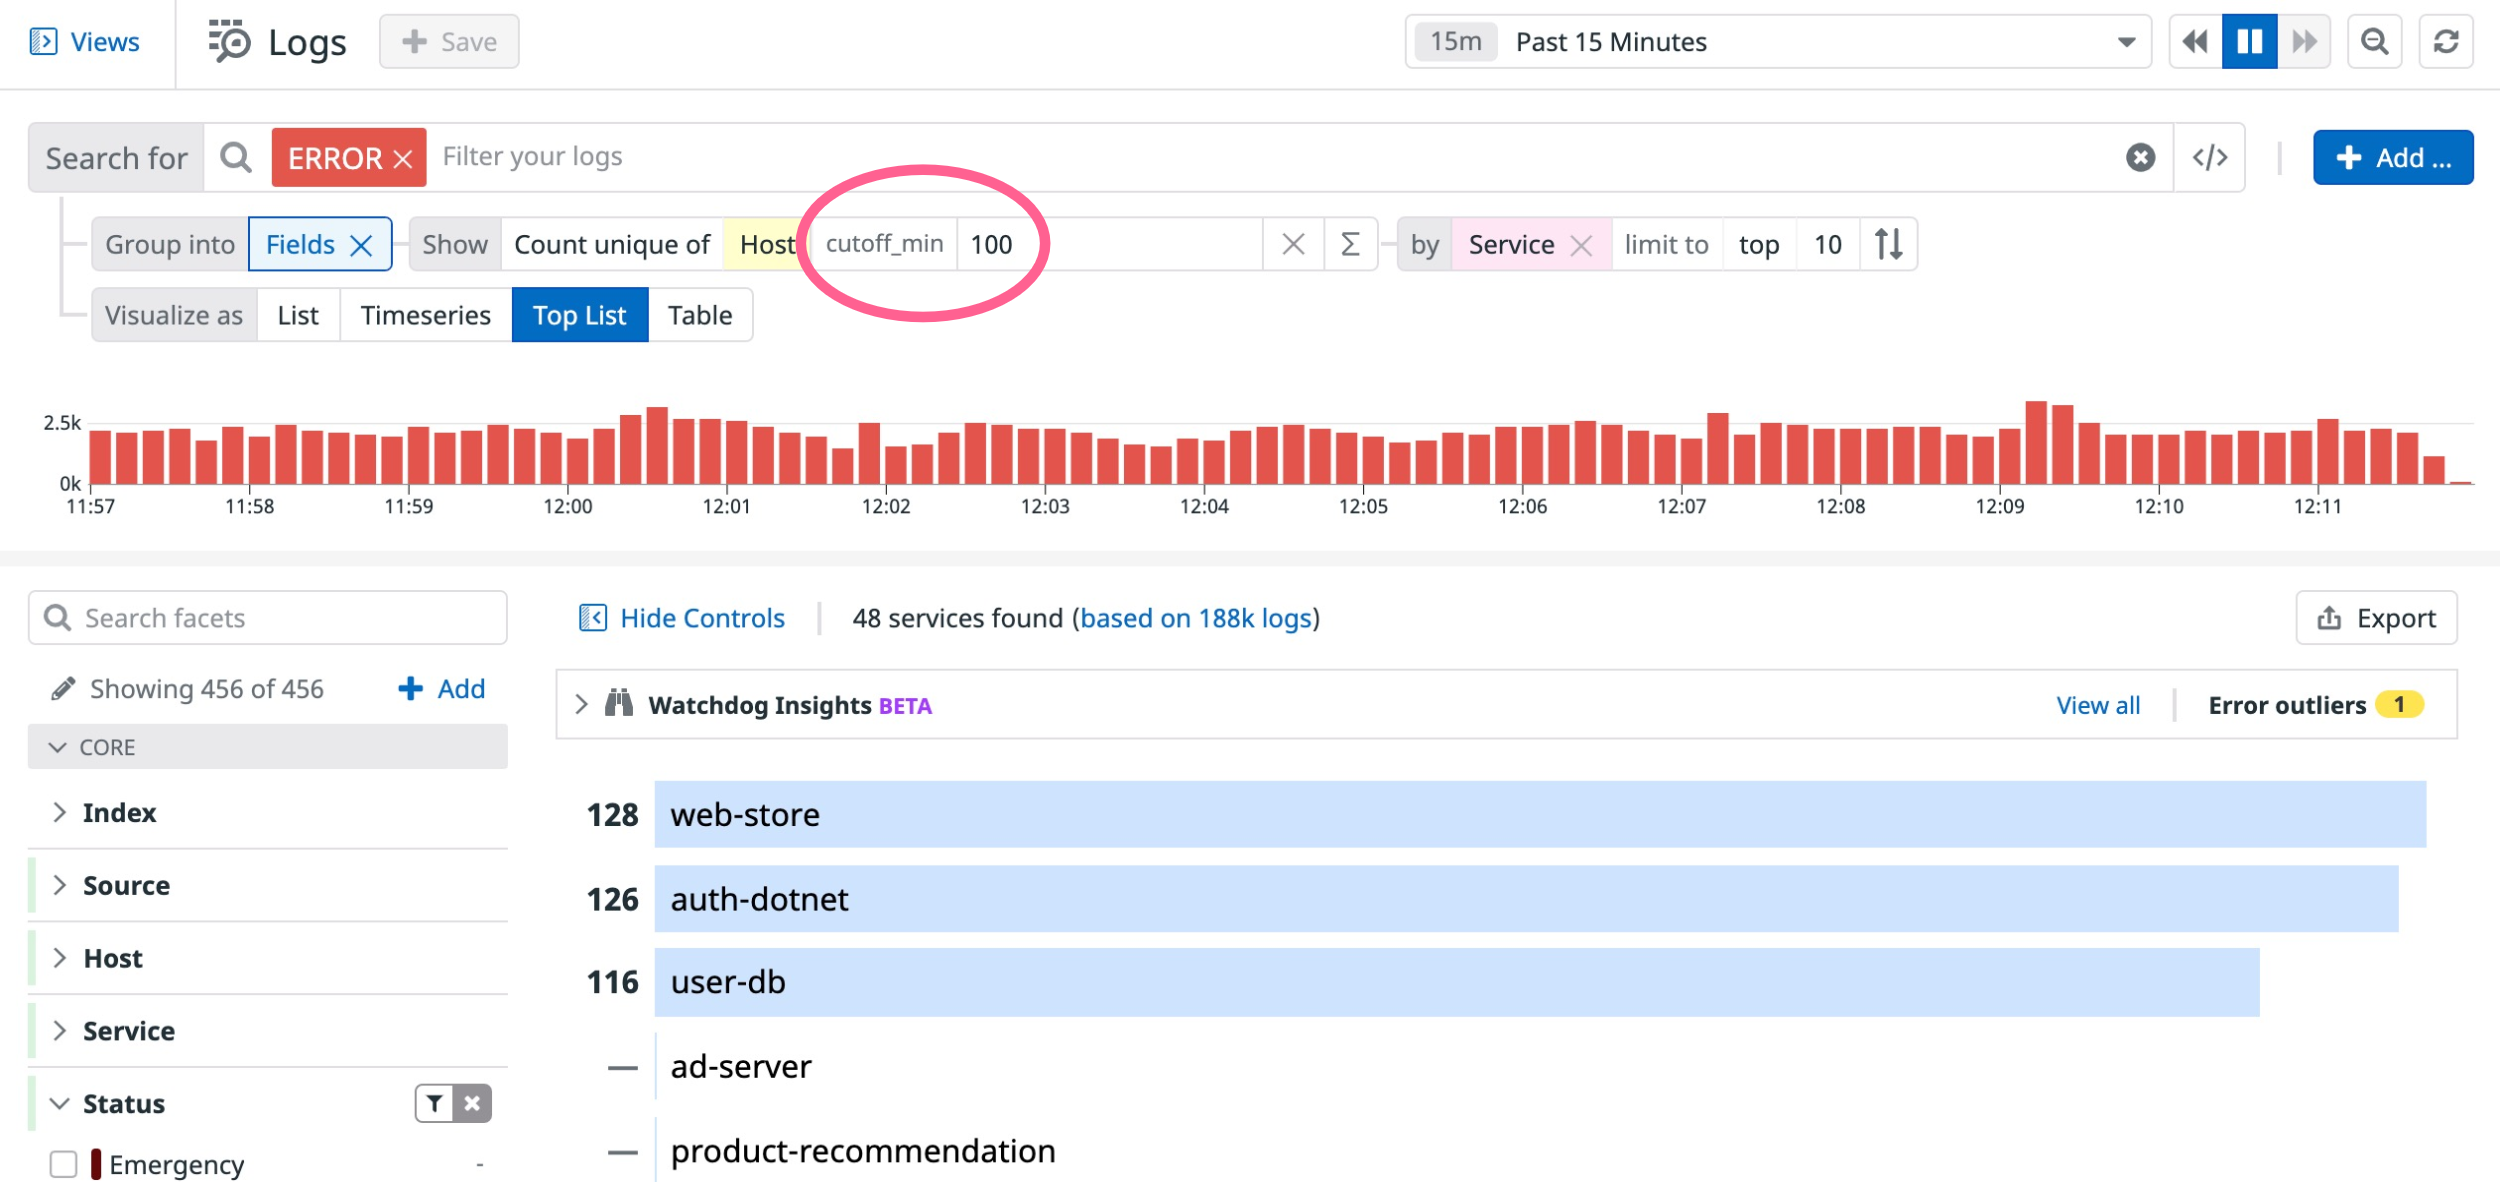 Views
Logs
Save
15m Past 15 Minutes
Search for ERROR Filter your logs
</>
Add ...
Group into Fields Show Count unique of Host cutoff_min 100 Σ by Service limit to top 10
Visualize as List Timeseries Top List Table
2.5k
0k
11:57 11:58 11:59 12:00 12:01 12:02 12:03 12:04 12:05 12:06 12:07 12:08 12:09 12:10 12:11
Search facets
Hide Controls 48 services found (based on 188k logs)
Export
Showing 456 of 456 Add
Watchdog Insights BETA View all Error outliers 1
CORE
Index
Source
Host
Service
Status
Emergency -
128 web-store
126 auth-dotnet
116 user-db
— ad-server
— product-recommendation